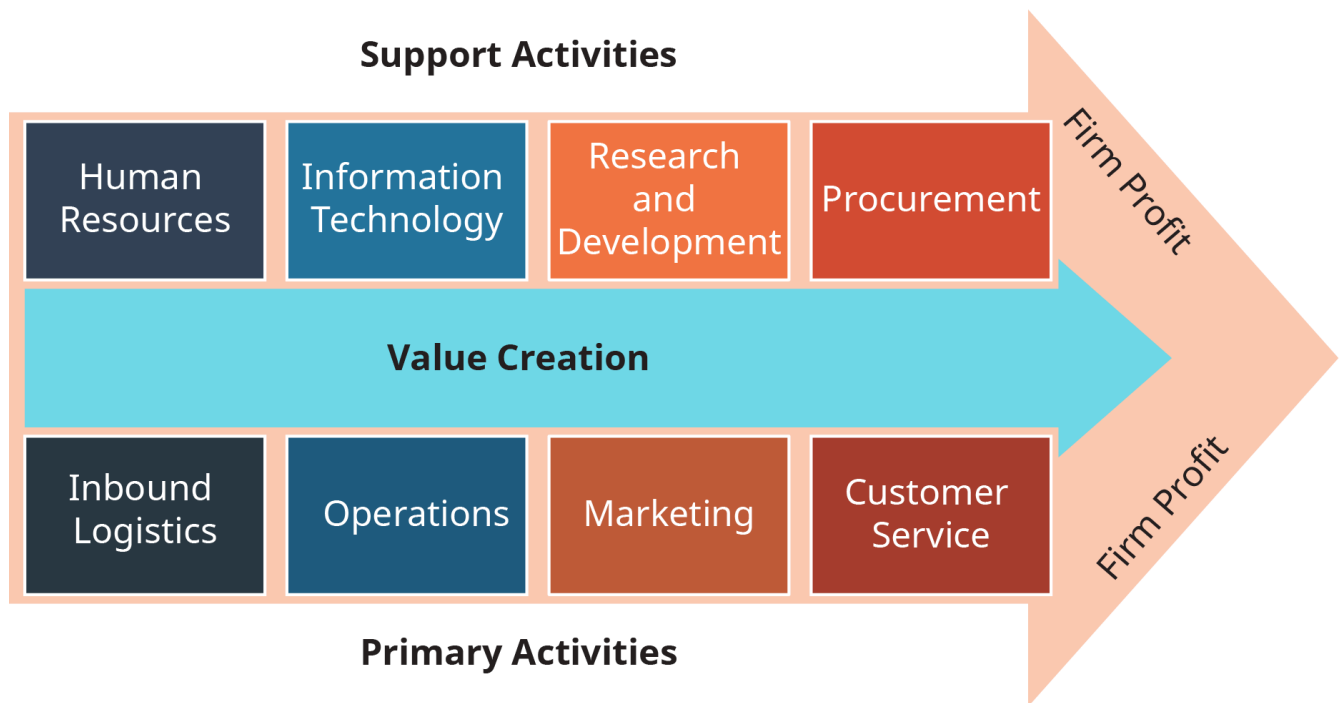 Support Activities
Human
Resources
Information
Technology
Research
and
Development
Procurement
Firm Profit
Value Creation
Inbound
Logistics
Operations
Marketing
Customer
Service
Firm Profit
Primary Activities